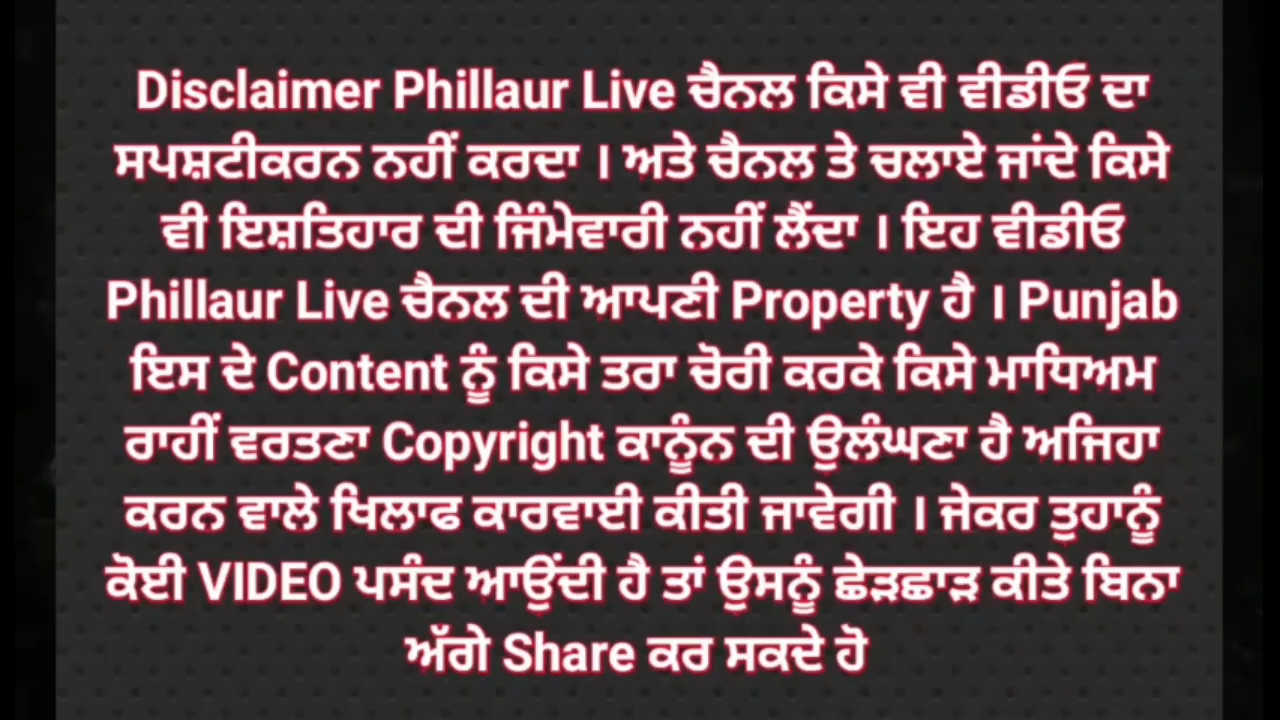 Disclaimer Phillaur Live ਚੈਨਲ ਕਿਸੇ ਵੀ ਵੀਡੀਓ ਦਾ
ਸਪਸ਼ਟੀਕਰਨ ਨਹੀਂ ਕਰਦਾ । ਅਤੇ ਚੈਨਲ ਤੇ ਚਲਾਏ ਜਾਂਦੇ ਕਿਸੇ
ਵੀ ਇਸ਼ਤਿਹਾਰ ਦੀ ਜਿੰਮੇਵਾਰੀ ਨਹੀਂ ਲੈਂਦਾ । ਇਹ ਵੀਡੀਓ
Phillaur Live ਚੈਨਲ ਦੀ ਆਪਣੀ Property ਹੈ । Punjab
ਇਸ ਦੇ Content ਨੂੰ ਕਿਸੇ ਤਰਾ ਚੋਰੀ ਕਰਕੇ ਕਿਸੇ ਮਾਧਿਅਮ
ਰਾਹੀਂ ਵਰਤਣਾ Copyright ਕਾਨੂੰਨ ਦੀ ਉਲੰਘਣਾ ਹੈ ਅਜਿਹਾ
ਕਰਨ ਵਾਲੇ ਖਿਲਾਫ ਕਾਰਵਾਈ ਕੀਤੀ ਜਾਵੇਗੀ । ਜੇਕਰ ਤੁਹਾਨੂੰ
ਕੋਈ VIDEO ਪਸੰਦ ਆਉਂਦੀ ਹੈ ਤਾਂ ਉਸਨੂੰ ਛੇੜਛਾੜ ਕੀਤੇ ਬਿਨਾ
ਅੱਗੇ Share ਕਰ ਸਕਦੇ ਹੋ